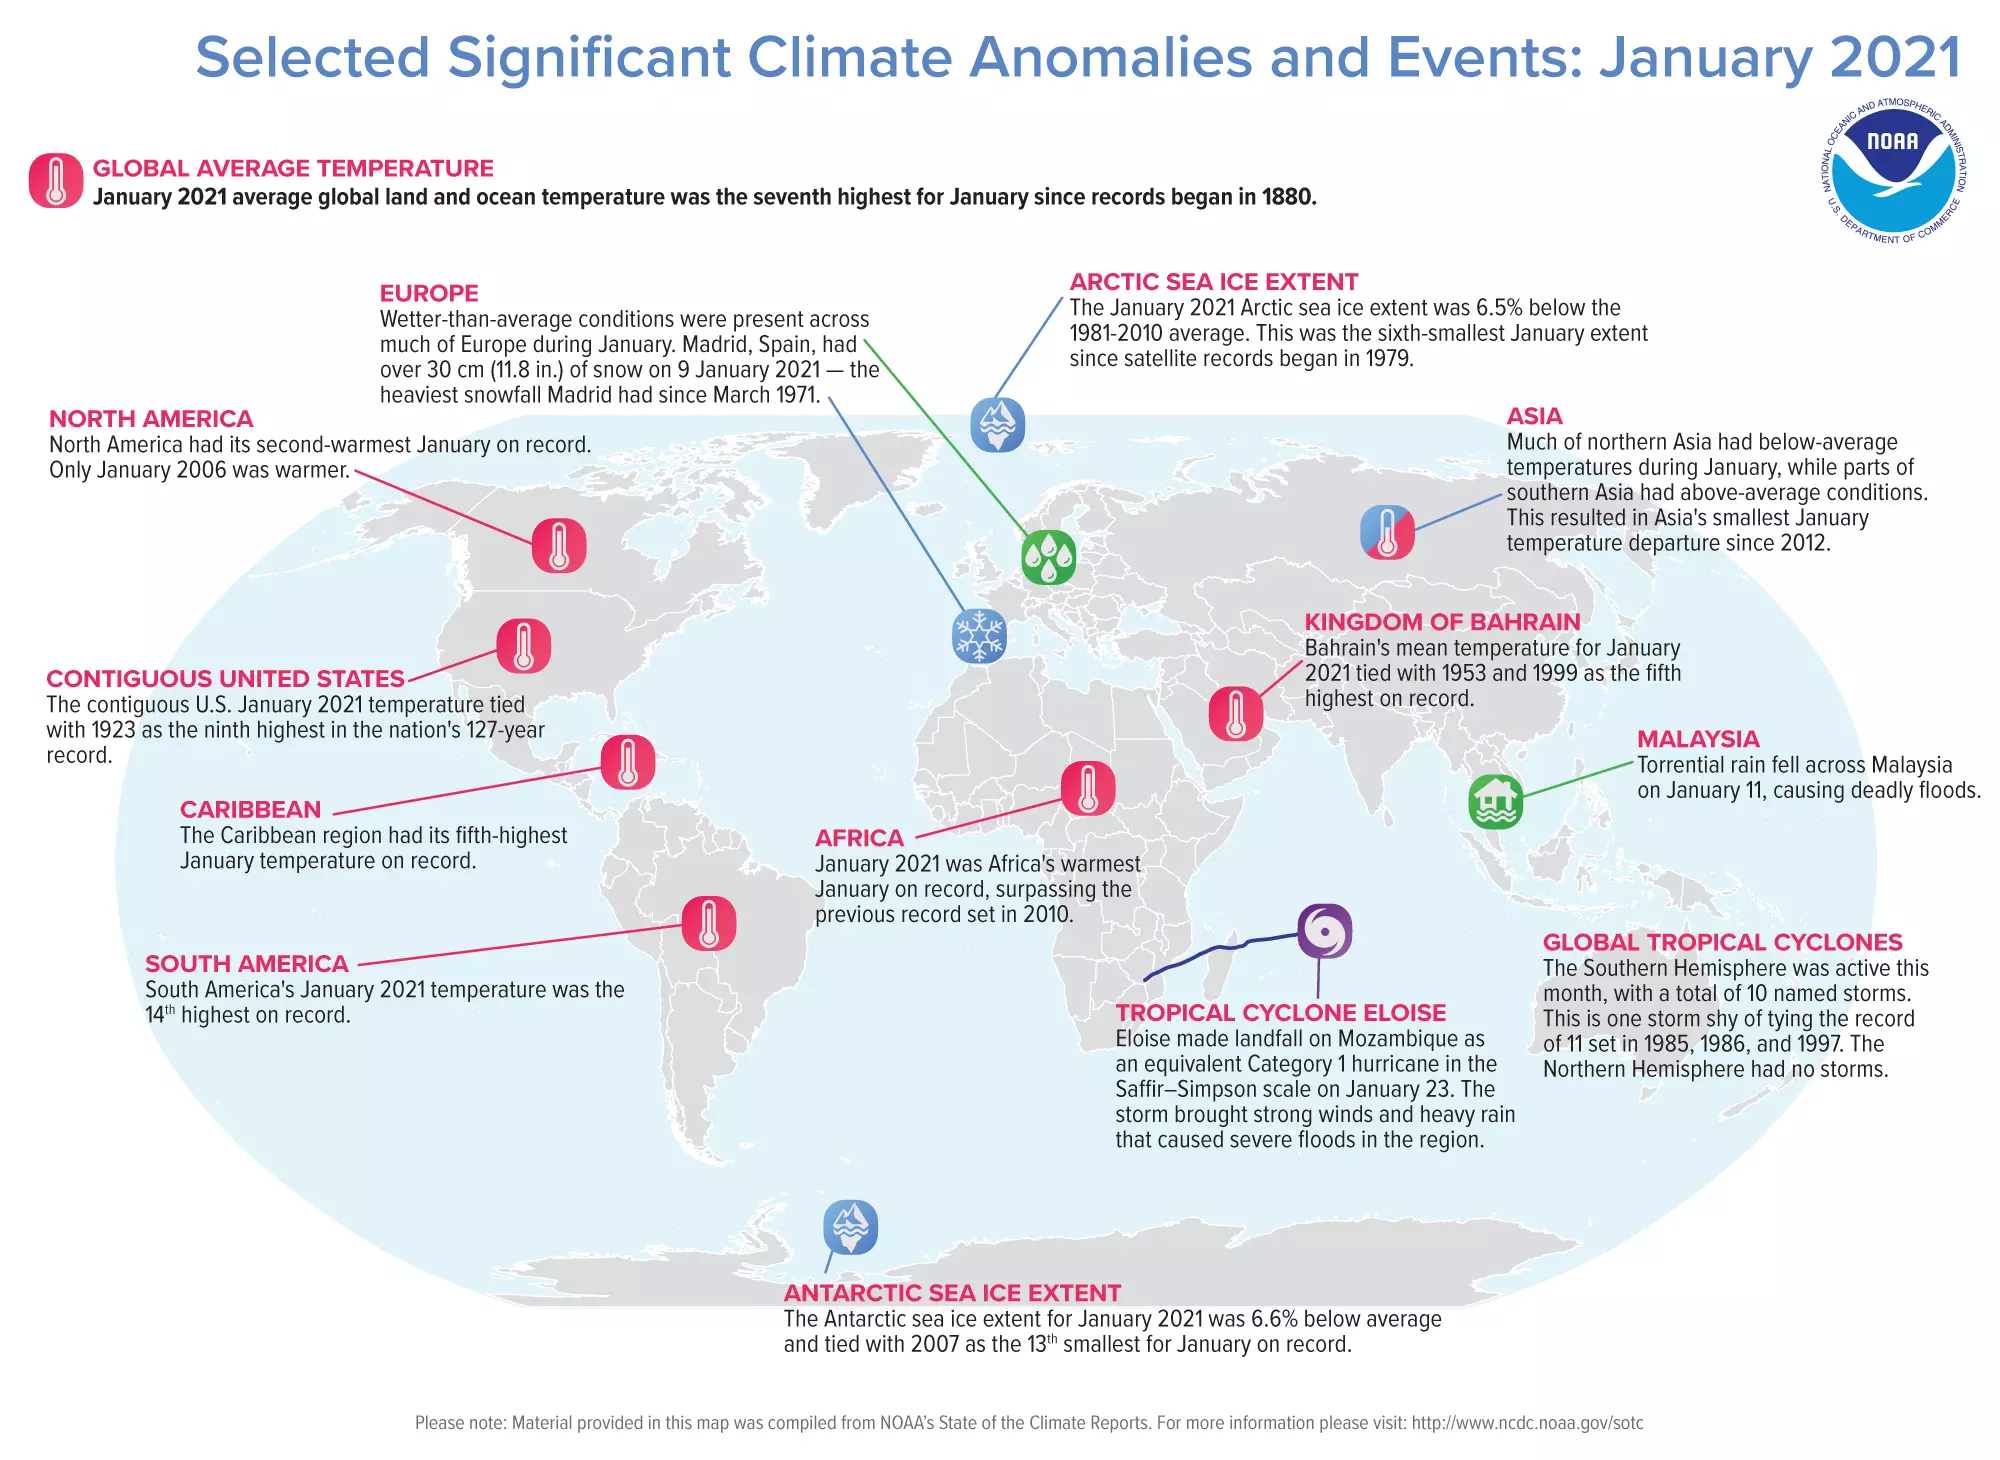 Selected Significant Climate Anomalies and Events: January 2021
NATIONAL OCEANIC AND ATMOSPHERIC ADMINISTRATION
NOAA
U.S. DEPARTMENT OF COMMERCE
GLOBAL AVERAGE TEMPERATURE
January 2021 average global land and ocean temperature was the seventh highest for January since records began in 1880.
EUROPE
Wetter-than-average conditions were present across
much of Europe during January. Madrid, Spain, had
over 30 cm (11.8 in.) of snow on 9 January 2021 — the
heaviest snowfall Madrid had since March 1971.
ARCTIC SEA ICE EXTENT
The January 2021 Arctic sea ice extent was 6.5% below the
1981-2010 average. This was the sixth-smallest January extent
since satellite records began in 1979.
NORTH AMERICA
North America had its second-warmest January on record.
Only January 2006 was warmer.
ASIA
Much of northern Asia had below-average
temperatures during January, while parts of
southern Asia had above-average conditions.
This resulted in Asia's smallest January
temperature departure since 2012.
KINGDOM OF BAHRAIN
Bahrain's mean temperature for January
2021 tied with 1953 and 1999 as the fifth
highest on record.
CONTIGUOUS UNITED STATES
The contiguous U.S. January 2021 temperature tied
with 1923 as the ninth highest in the nation's 127-year
record.
MALAYSIA
Torrential rain fell across Malaysia
on January 11, causing deadly floods.
CARIBBEAN
The Caribbean region had its fifth-highest
January temperature on record.
AFRICA
January 2021 was Africa's warmest
January on record, surpassing the
previous record set in 2010.
SOUTH AMERICA
South America's January 2021 temperature was the
14th highest on record.
GLOBAL TROPICAL CYCLONES
The Southern Hemisphere was active this
month, with a total of 10 named storms.
This is one storm shy of tying the record
of 11 set in 1985, 1986, and 1997. The
Northern Hemisphere had no storms.
TROPICAL CYCLONE ELOISE
Eloise made landfall on Mozambique as
an equivalent Category 1 hurricane in the
Saffir–Simpson scale on January 23. The
storm brought strong winds and heavy rain
that caused severe floods in the region.
ANTARCTIC SEA ICE EXTENT
The Antarctic sea ice extent for January 2021 was 6.6% below average
and tied with 2007 as the 13th smallest for January on record.
Please note: Material provided in this map was compiled from NOAA's State of the Climate Reports. For more information please visit: http://www.ncdc.noaa.gov/sotc